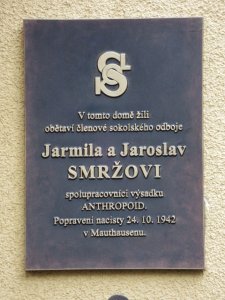 V tomto domě žili
obětaví členové sokolského odboje
Jarmila a Jaroslav
SMRŽOVI
spolupracovníci výsadku
ANTHROPOID.
Popraveni nacisty 24. 10. 1942
v Mauthausenu.